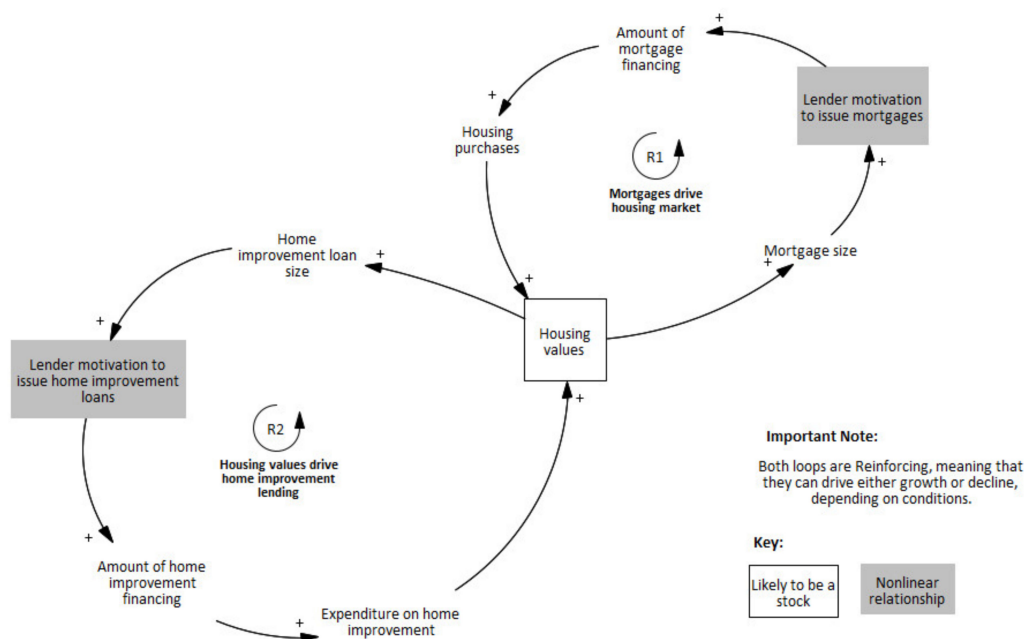 +
Amount of
mortgage
financing
Lender motivation
to issue mortgages
+
Housing
purchases
R1
+
Mortgages drive
housing market
Home
improvement loan
size
+
Mortgage size
+
+
+
Housing
values
Lender motivation to
issue home improvement
loans
+
R2
Housing values drive
home improvement
lending
Important Note:
Both loops are Reinforcing, meaning that
they can drive either growth or decline,
depending on conditions.
+
Amount of home
improvement
financing
+
Expenditure on home
improvement
Key:
Likely to be a
stock
Nonlinear
relationship